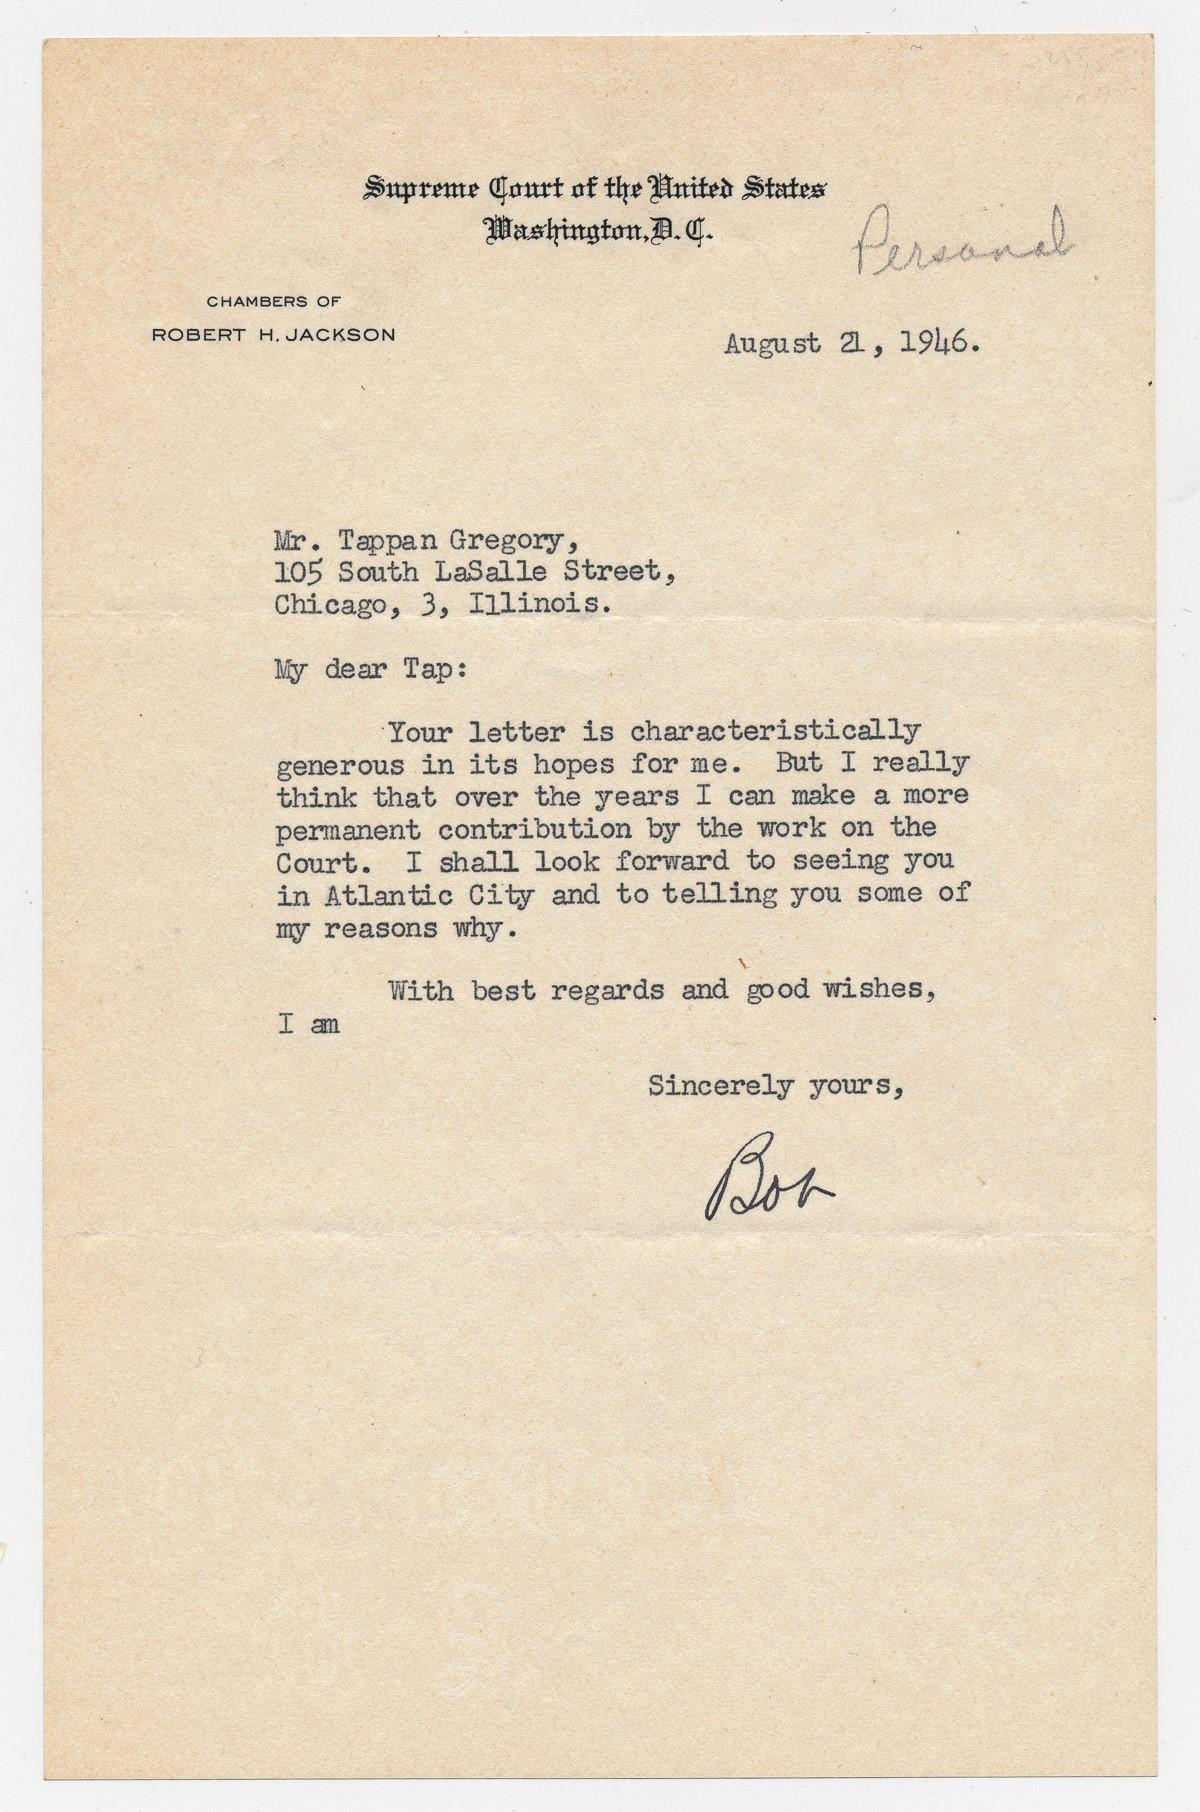 Supreme Court of the United States
Washington, D. C.
Personal
CHAMBERS OF
ROBERT H. JACKSON
August 21, 1946.
Mr. Tappan Gregory,
105 South LaSalle Street,
Chicago, 3, Illinois.
My dear Tap:
Your letter is characteristically
generous in its hopes for me. But I really
think that over the years I can make a more
permanent contribution by the work on the
Court. I shall look forward to seeing you
in Atlantic City and to telling you some of
my reasons why.
With best regards and good wishes,
I am
Sincerely yours,
Bob